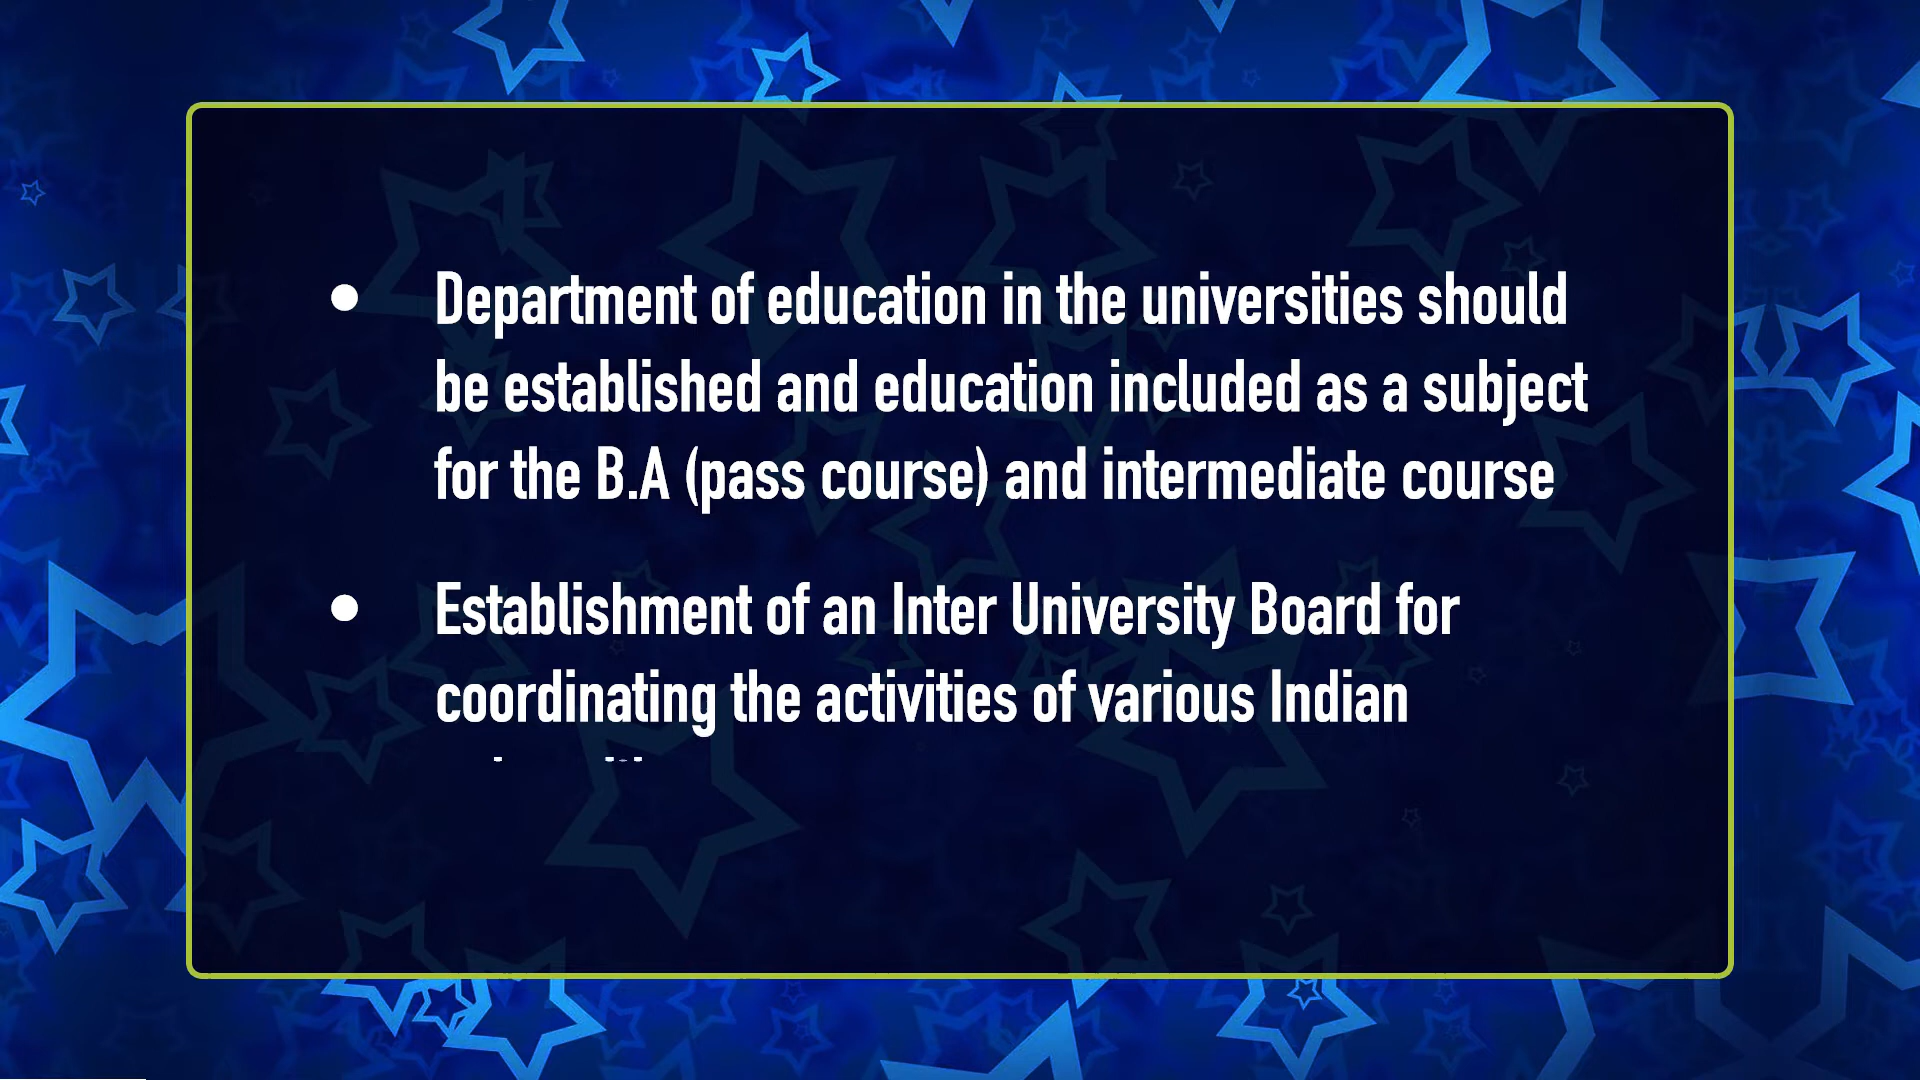 • Department of education in the universities should
be established and education included as a subject
for the B.A (pass course) and intermediate course
• Establishment of an Inter University Board for
coordinating the activities of various Indian